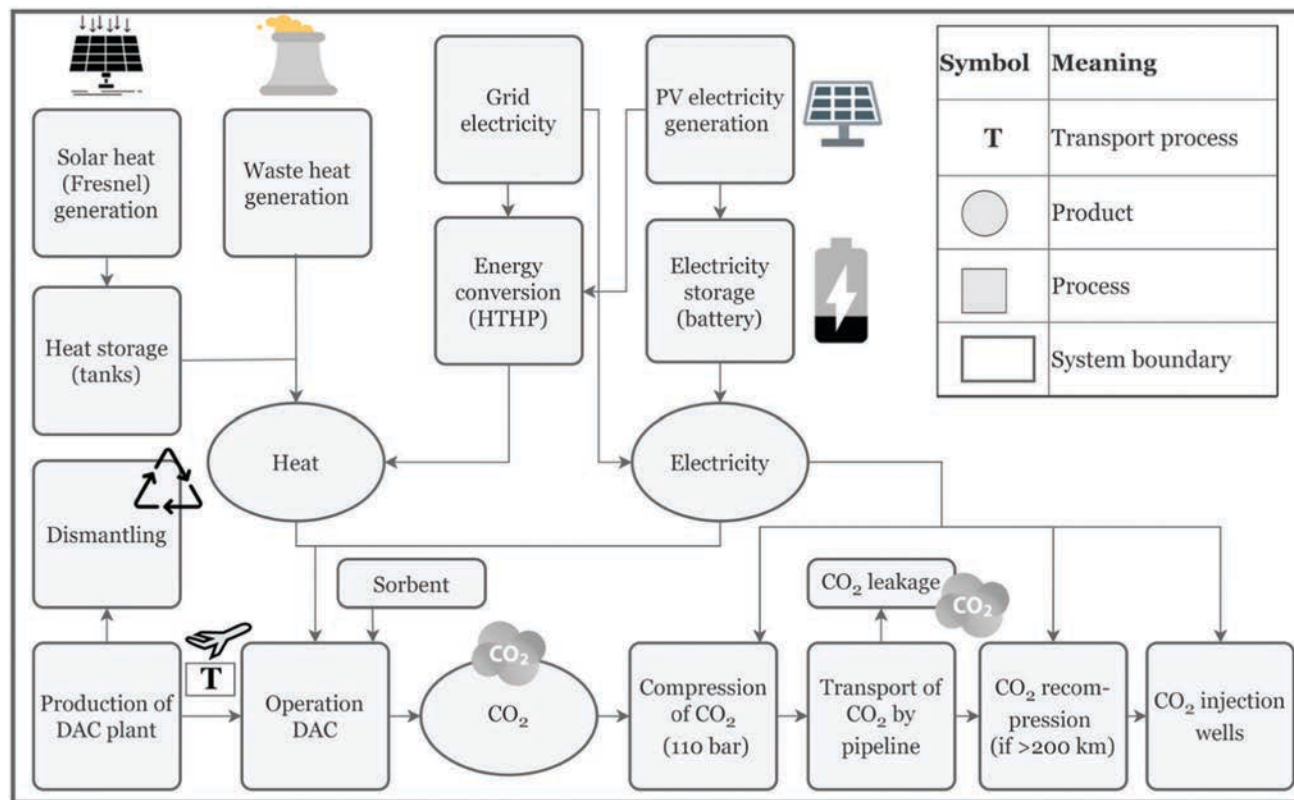 Solar heat
(Fresnel)
generation
Waste heat
generation
Grid
electricity
PV electricity
generation
Heat storage
(tanks)
Energy
conversion
(HTHP)
Electricity
storage
(battery)
Heat
Electricity
Dismantling
Sorbent
CO₂ leakage
CO₂
Production of
DAC plant
T
Operation
DAC
CO₂
CO₂
Compression
of CO₂
(110 bar)
Transport of
CO₂ by
pipeline
CO₂ recom-
pression
(if >200 km)
CO₂ injection
wells
Symbol Meaning
T Transport process
Product
Process
System boundary